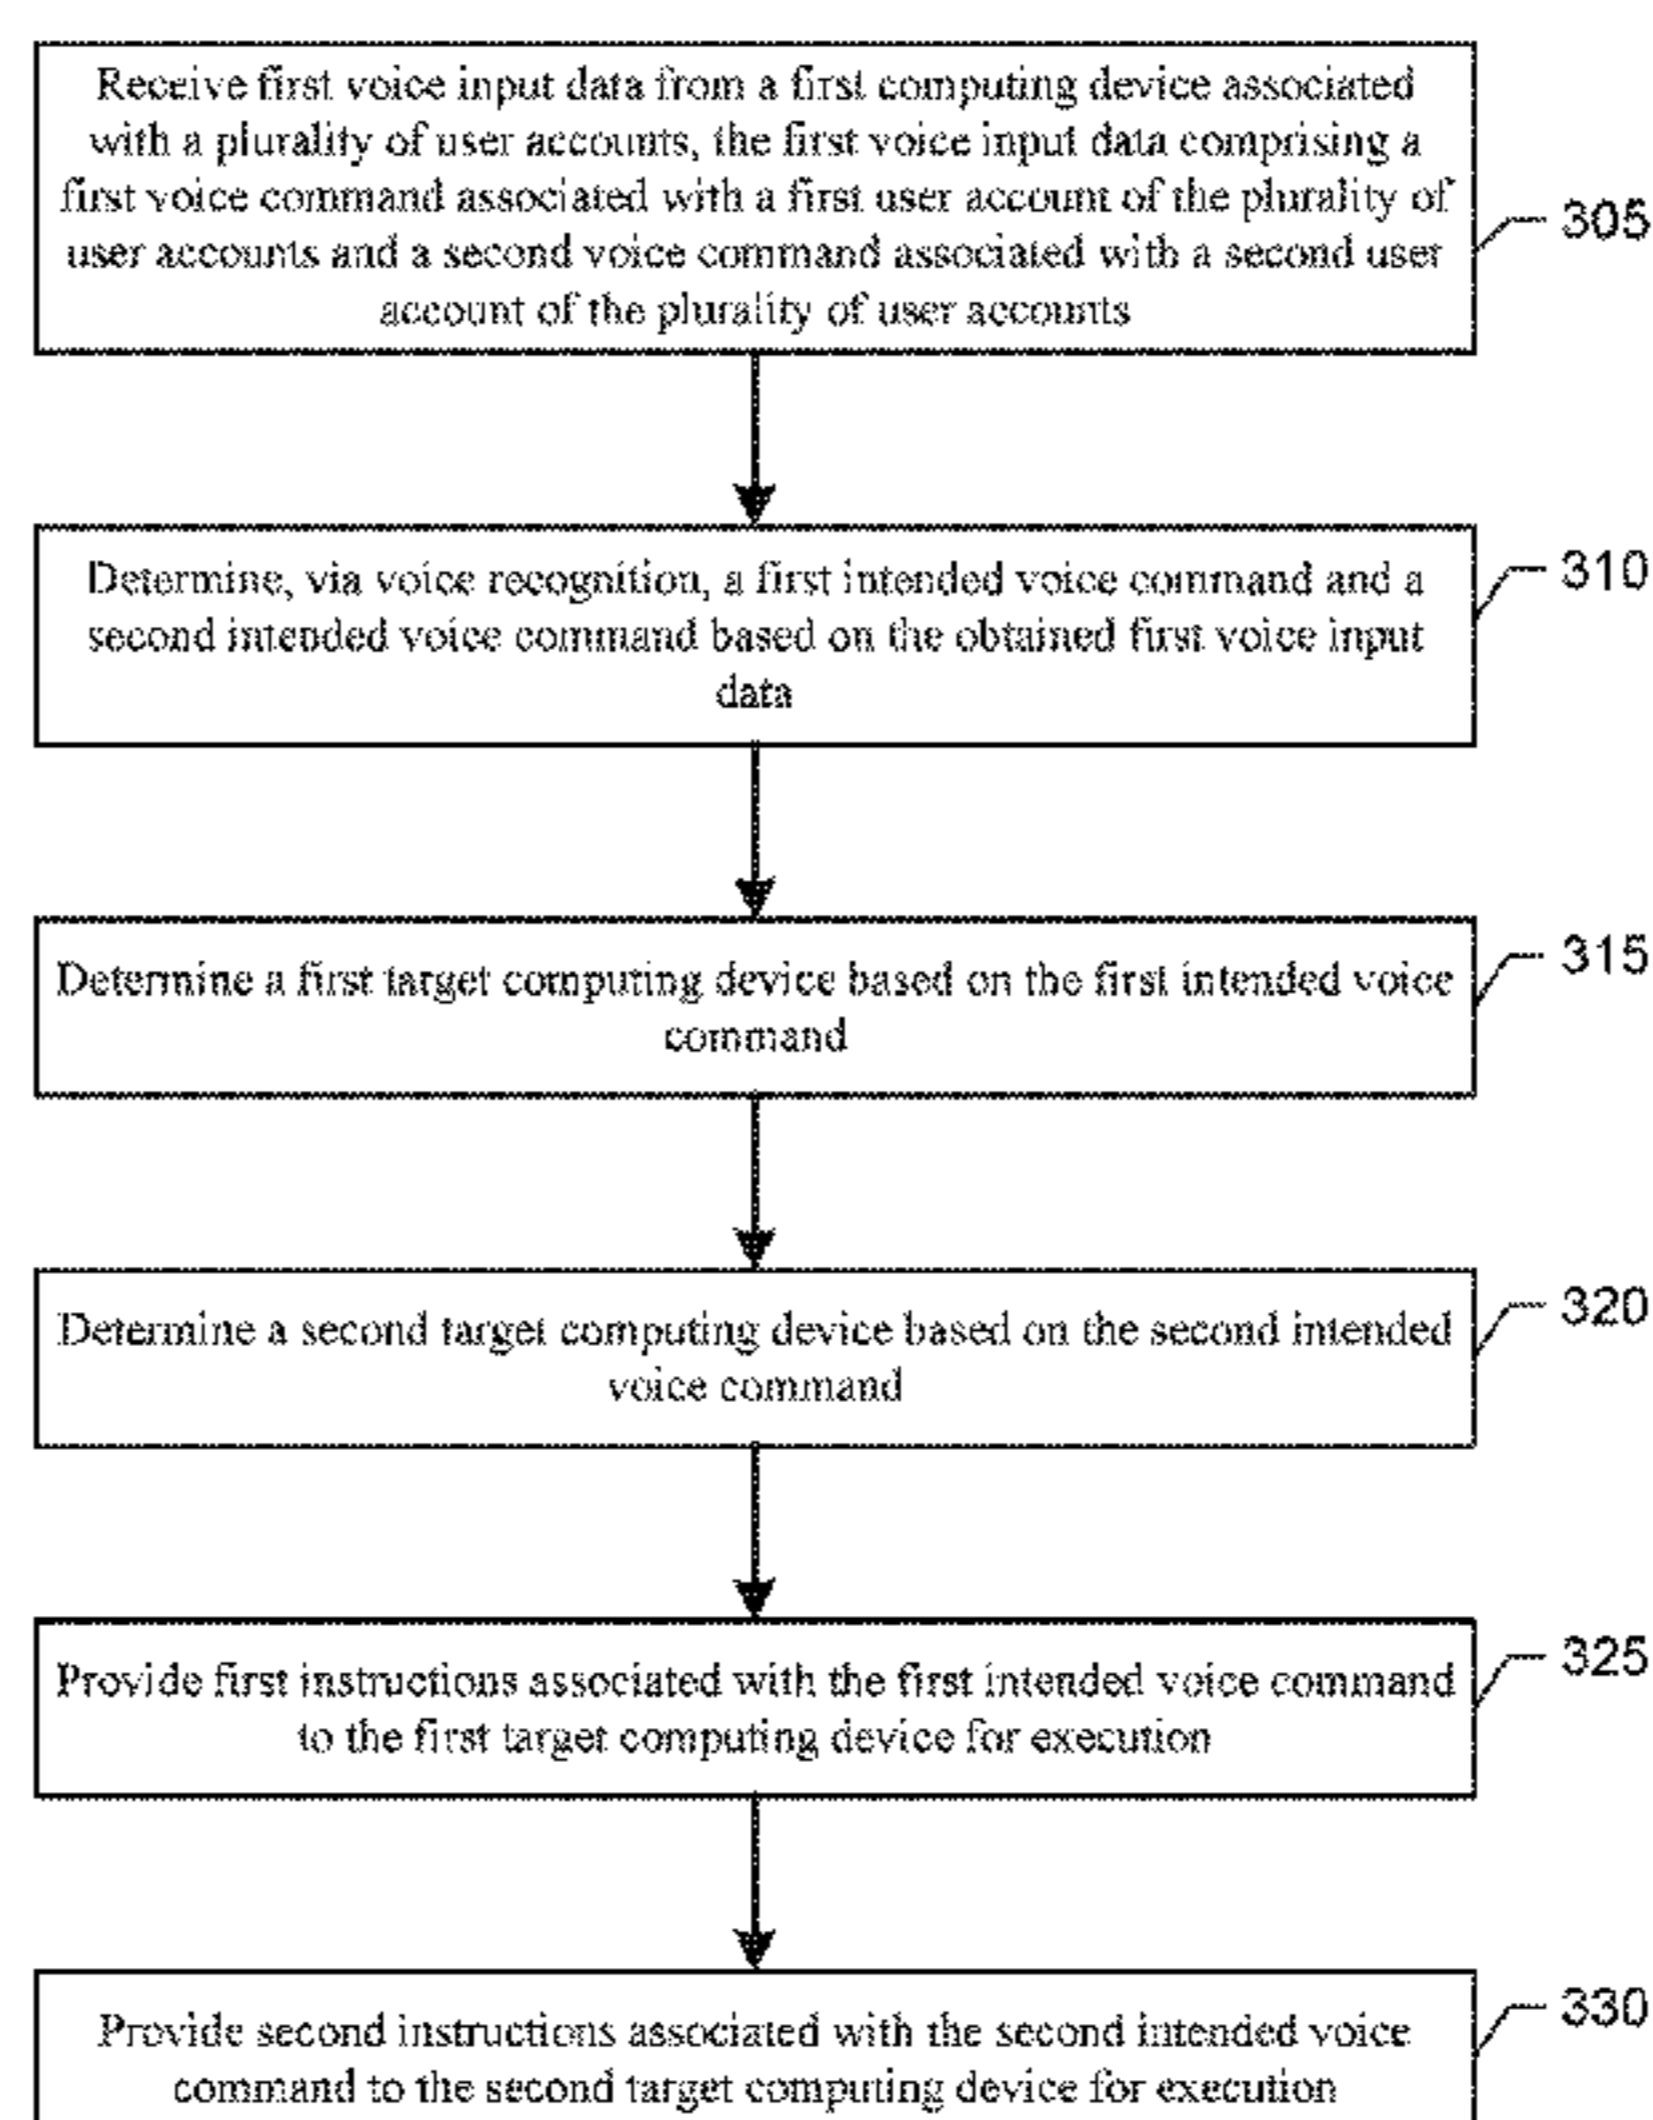 Receive first voice input data from a first computing device associated
with a plurality of user accounts, the first voice input data comprising a
first voice command associated with a first user account of the plurality of
user accounts and a second voice command associated with a second user
account of the plurality of user accounts
305
Determine, via voice recognition, a first intended voice command and a
second intended voice command based on the obtained first voice input
data
310
Determine a first target computing device based on the first intended voice
command
315
Determine a second target computing device based on the second intended
voice command
320
Provide first instructions associated with the first intended voice command
to the first target computing device for execution
325
Provide second instructions associated with the second intended voice
command to the second target computing device for execution
330